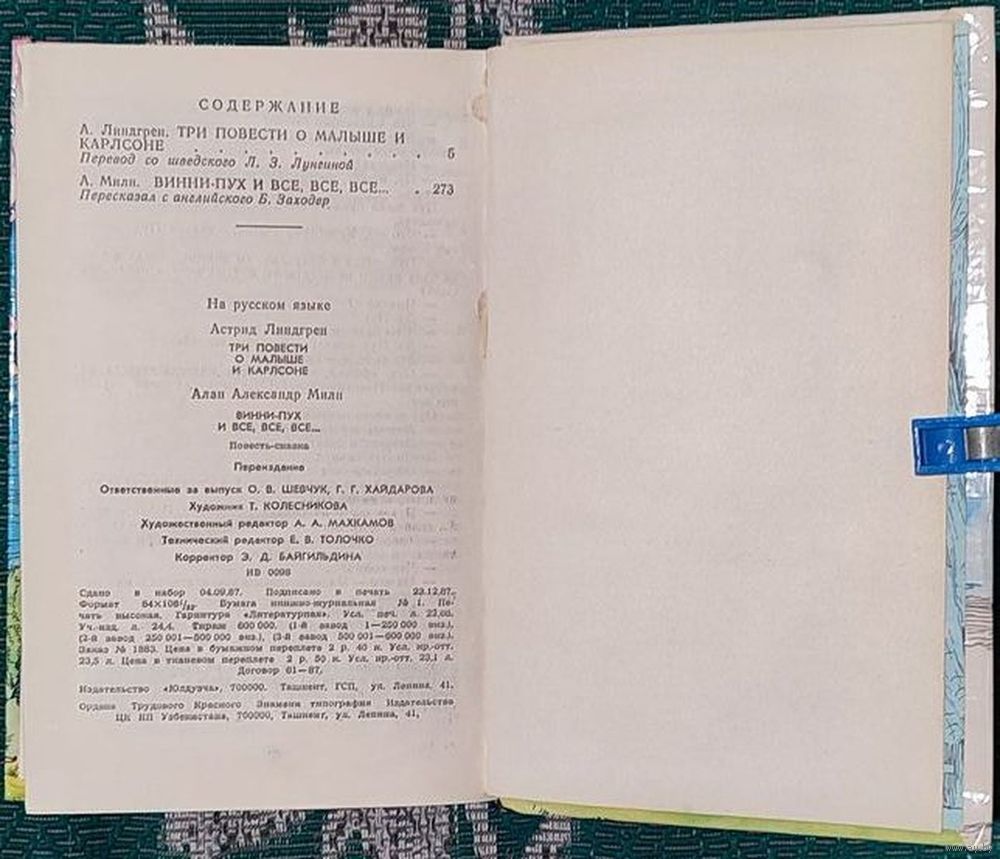 СОДЕРЖАНИЕ
А. Линдгрен. ТРИ ПОВЕСТИ О МАЛЫШЕ И
КАРЛСОНЕ . . . . . . . . . . 5
Перевод со шведского Л. З. Лунгиной
А. Милн. ВИННИ-ПУХ И ВСЕ, ВСЕ, ВСЕ... . 273
Пересказал с английского Б. Заходер
На русском языке
Астрид Линдгрен
ТРИ ПОВЕСТИ
О МАЛЫШЕ
И КАРЛСОНЕ
Алан Александр Милн
ВИННИ-ПУХ
И ВСЕ, ВСЕ, ВСЕ...
Повесть-сказка
Переиздание
Ответственные за выпуск О. В. ШЕВЧУК, Г. Г. ХАЙДАРОВА
Художник Т. КОЛЕСНИКОВА
Художественный редактор А. А. МАХКАМОВ
Технический редактор Е. В. ТОЛОЧКО
Корректор Э. Д. БАЙГИЛЬДИНА
ИБ 0098
Сдано в набор 04.09.87. Подписано в печать 23.12.87.
Формат 84×108¹/₃₂. Бумага книжно-журнальная № 1. Пе-
чать высокая. Гарнитура «Литературная». Усл. печ. л.
Уч.-изд. л. 24,4. Тираж 600 000. (1-й завод 1—250 000 экз.),
(2-й завод 250 001—500 000 экз.), (3-й завод 500 001—600 000 экз.).
Заказ № 1883. Цена в бумажном переплете 2 р. 40 к. Усл. кр.-отт.
23,5 л. Цена в тканевом переплете 2 р. 50 к. Усл. кр.-отт. 23,1 л.
Договор 61—87.
Издательство «Юлдузча», 700000. Ташкент, ГСП, ул. Ленина, 41.
Ордена Трудового Красного Знамени типография Издательства
ЦК КП Узбекистана, 700000, Ташкент, ул. Ленина, 41,